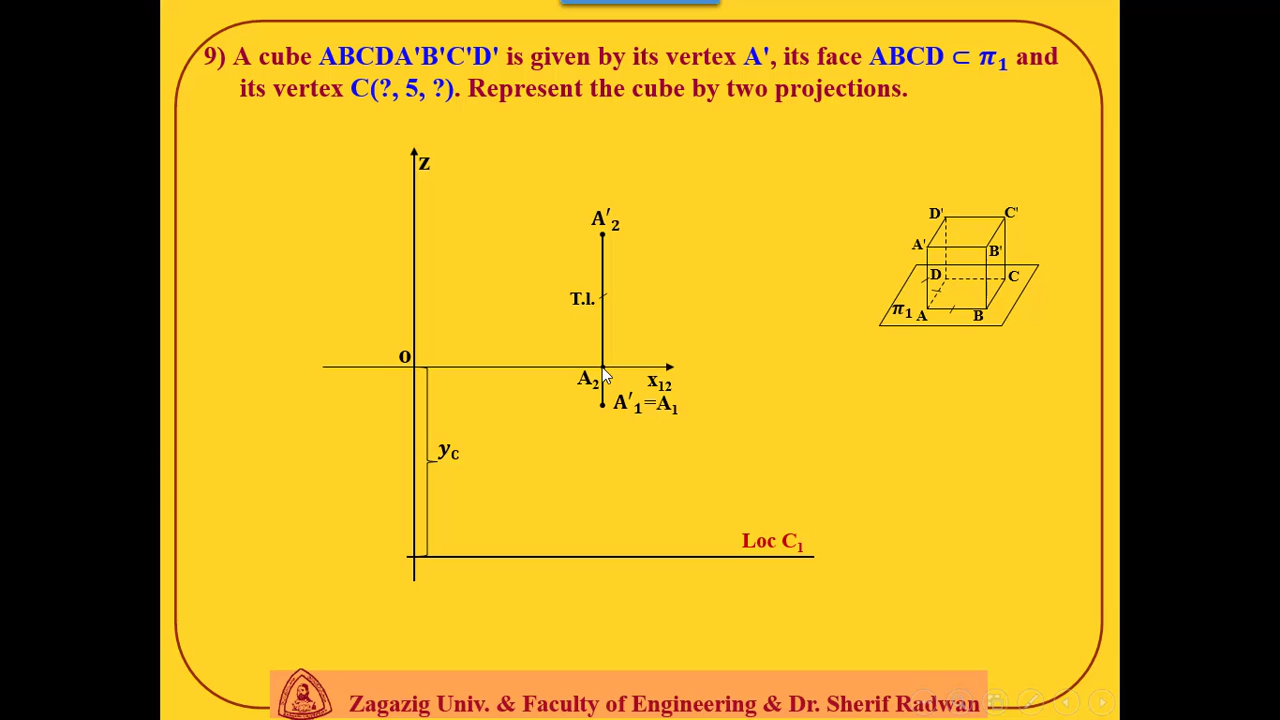 9) A cube ABCDA'B'C'D' is given by its vertex A', its face ABCD ⊂ π₁ and
its vertex C(?, 5, ?). Represent the cube by two projections.
z
A′₂
T.l.
o
A₂
x₁₂
A′₁=A₁
y_C
Loc C₁
D'
C'
A'
B'
D
C
π₁
A
B
Zagazig Univ. & Faculty of Engineering & Dr. Sherif Radwan